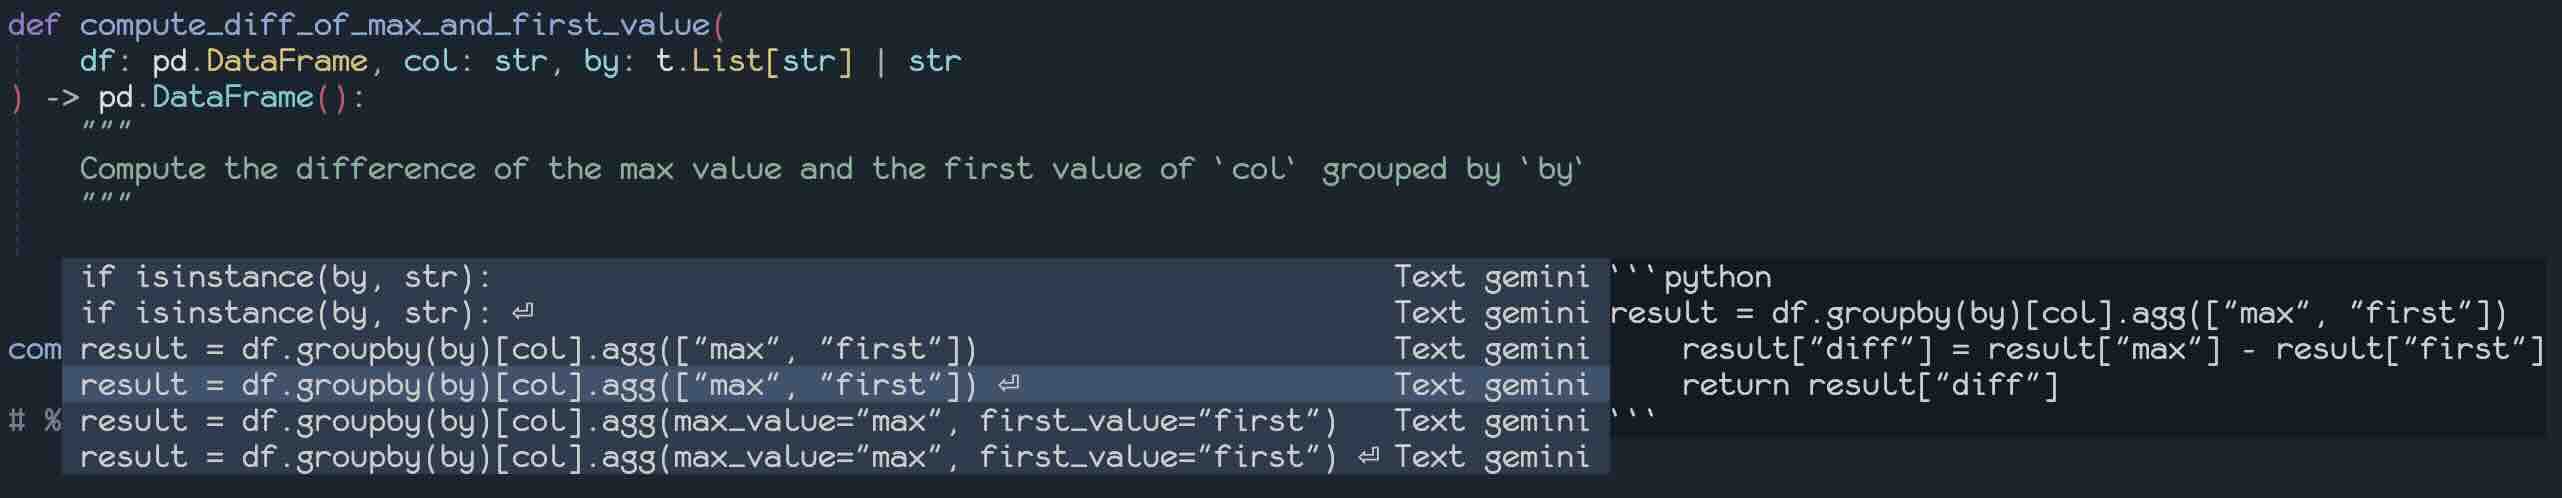 def compute_diff_of_max_and_first_value(
    df: pd.DataFrame, col: str, by: t.List[str] | str
) -> pd.DataFrame():
    """
    Compute the difference of the max value and the first value of `col` grouped by `by`
    """
if isinstance(by, str): Text gemini
if isinstance(by, str): ⏎ Text gemini
com
result = df.groupby(by)[col].agg(["max", "first"]) Text gemini
result = df.groupby(by)[col].agg(["max", "first"]) ⏎ Text gemini
# %
result = df.groupby(by)[col].agg(max_value="max", first_value="first") Text gemini
result = df.groupby(by)[col].agg(max_value="max", first_value="first") ⏎ Text gemini
```python
result = df.groupby(by)[col].agg(["max", "first"])
    result["diff"] = result["max"] - result["first"]
    return result["diff"]
```